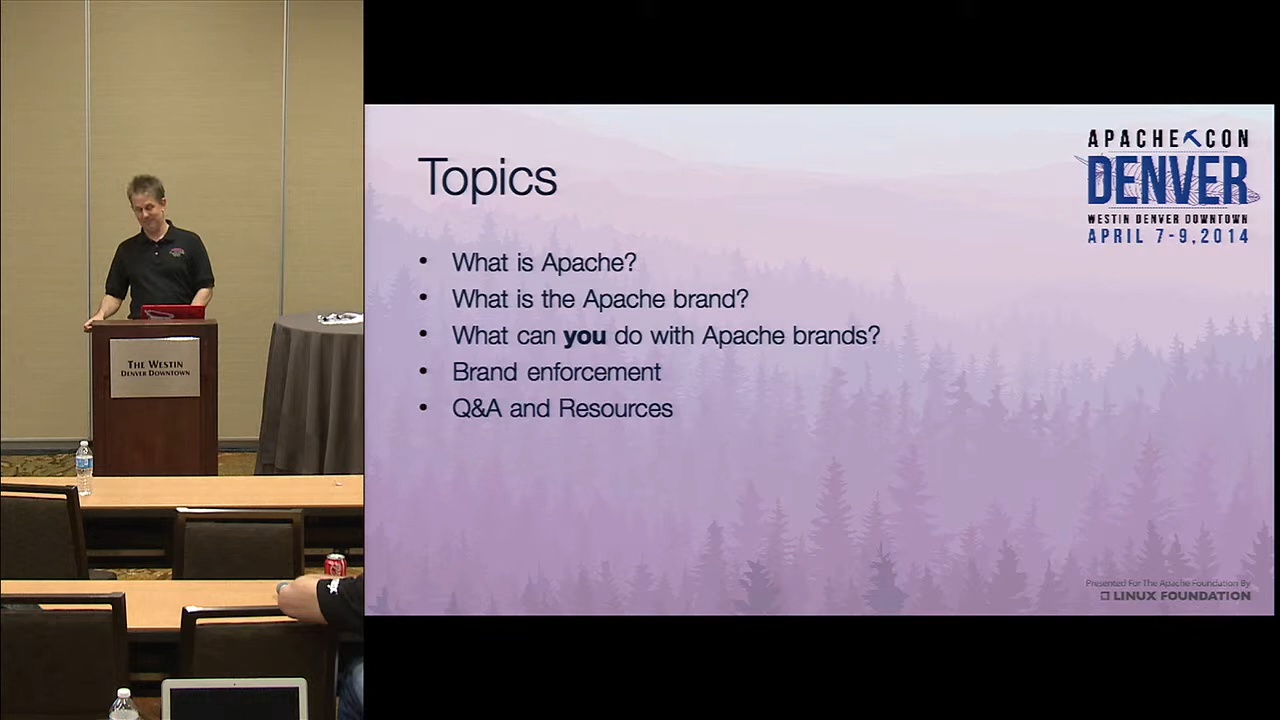 THE WESTIN
DENVER DOWNTOWN
Topics
• What is Apache?
• What is the Apache brand?
• What can you do with Apache brands?
• Brand enforcement
• Q&A and Resources
APACHE CON
DENVER
WESTIN DENVER DOWNTOWN
APRIL 7-9, 2014
Presented For The Apache Foundation By
LINUX FOUNDATION